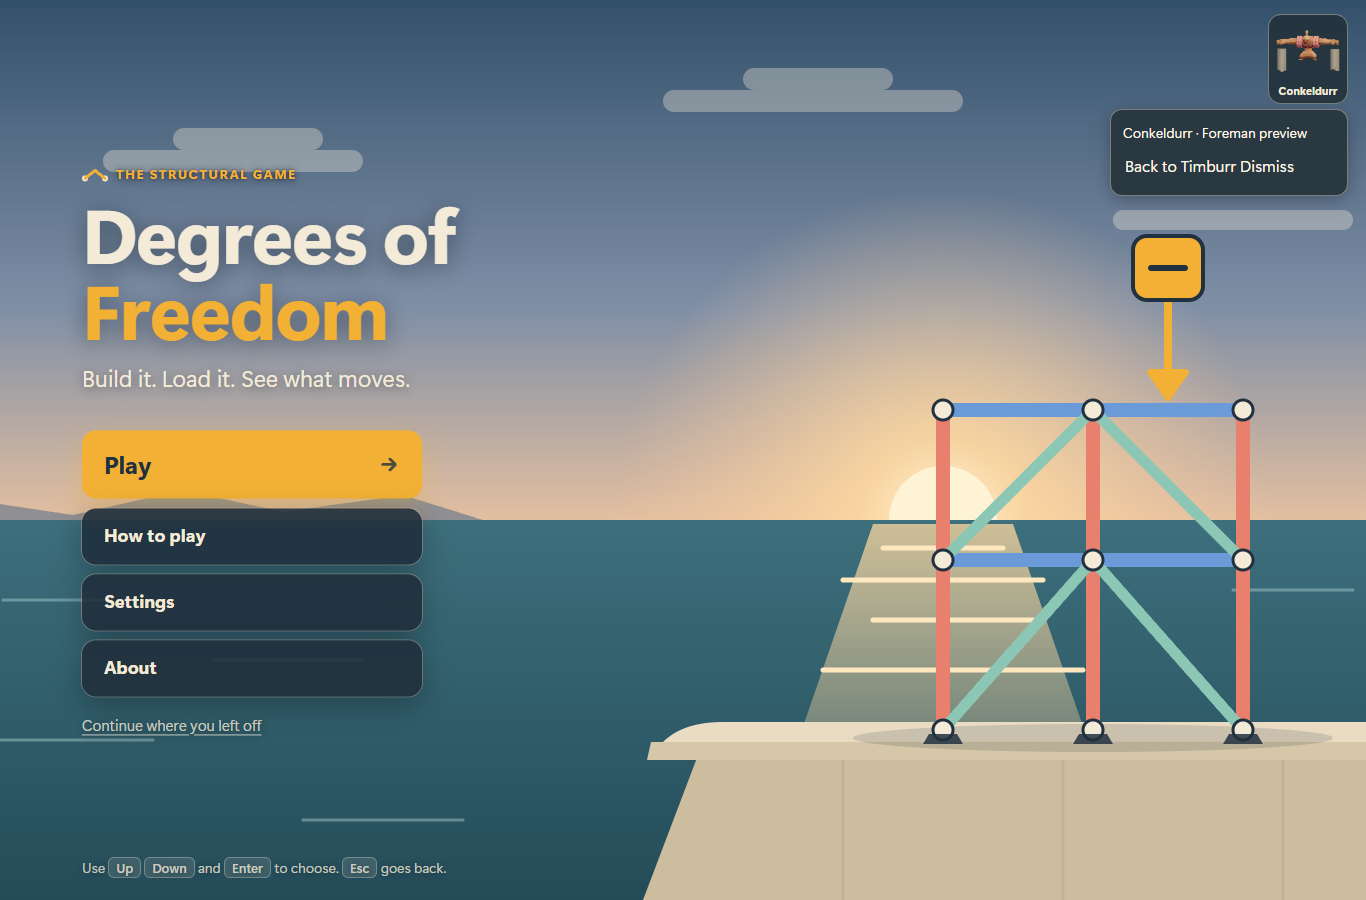 THE STRUCTURAL GAME
Degrees of
Freedom
Build it. Load it. See what moves.
Play
How to play
Settings
About
Continue where you left off
Use Up Down and Enter to choose. Esc goes back.
Conkeldurr
Conkeldurr · Foreman preview
Back to Timburr Dismiss